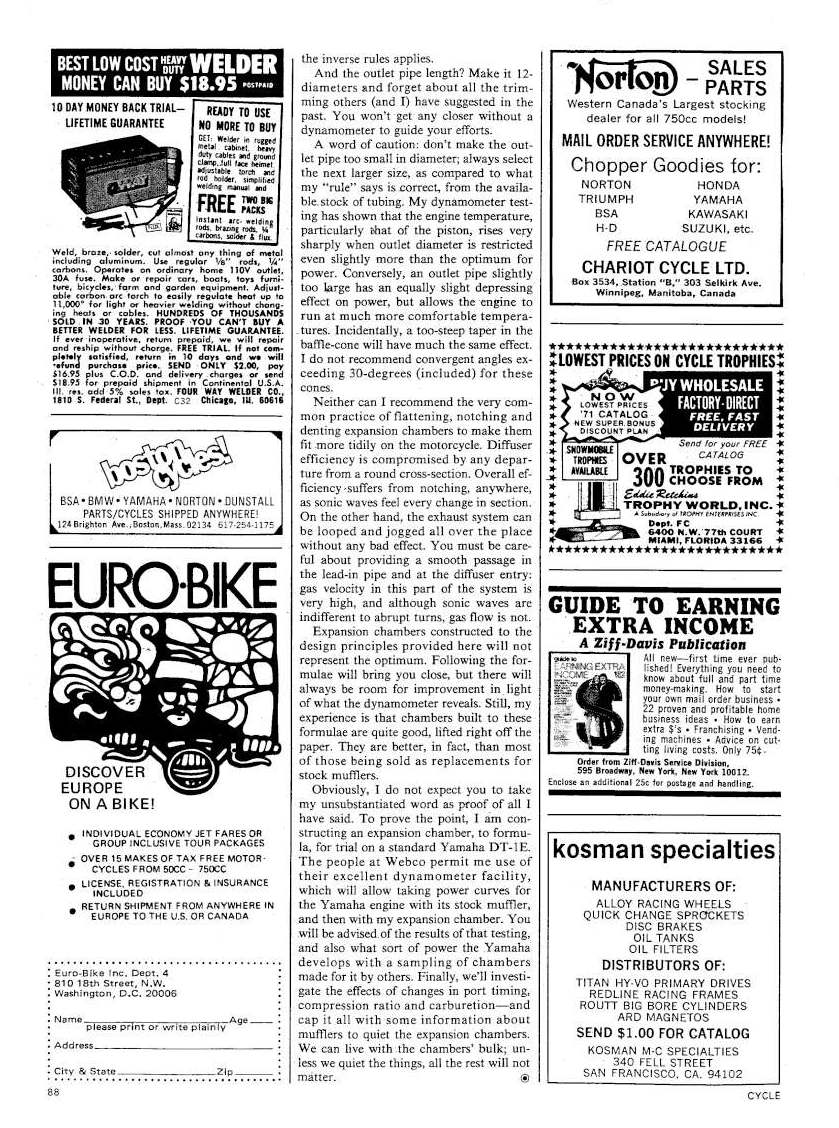 BEST LOW COST HEAVY DUTY WELDER
MONEY CAN BUY $18.95 POSTPAID
10 DAY MONEY BACK TRIAL—
LIFETIME GUARANTEE
READY TO USE
NO MORE TO BUY
GET: Welder in rugged
metal cabinet, heavy
duty cables and ground
clamp, full face helmet,
adjustable torch and
rod holder, simplified
welding manual and
FREE TWO BIG PACKS
Instant arc- welding
rods, brazing rods, ¼"
carbons, solder & flux.
Weld, braze, solder, cut almost any thing of metal
including aluminum. Use regular ⅛" rods, ¼"
carbons. Operates on ordinary home 110V outlet,
30A fuse. Make or repair cars, boats, toys furni-
ture, bicycles, farm and garden equipment. Adjust-
able carbon arc torch to easily regulate heat up to
11,000° for light or heavier welding without chang-
ing heats or cables. HUNDREDS OF THOUSANDS
SOLD IN 30 YEARS. PROOF YOU CAN'T BUY A
BETTER WELDER FOR LESS. LIFETIME GUARANTEE.
If ever inoperative, return prepaid, we will repair
and reship without charge. FREE TRIAL. If not com-
pletely satisfied, return in 10 days and we will
refund purchase price. SEND ONLY $2.00, pay
$16.95 plus C.O.D. and delivery charges or send
$18.95 for prepaid shipment in Continental U.S.A.
Ill. res. add 5% sales tax. FOUR WAY WELDER CO.,
1810 S. Federal St., Dept. C32 Chicago, Ill. 60616
boston cycles!
BSA • BMW • YAMAHA • NORTON • DUNSTALL
PARTS/CYCLES SHIPPED ANYWHERE!
124 Brighton Ave., Boston, Mass. 02134 617-254-1175
EURO-BIKE
DISCOVER
EUROPE
ON A BIKE!
• INDIVIDUAL ECONOMY JET FARES OR
GROUP INCLUSIVE TOUR PACKAGES
• OVER 15 MAKES OF TAX FREE MOTOR-
CYCLES FROM 50CC – 750CC
• LICENSE, REGISTRATION & INSURANCE
INCLUDED
• RETURN SHIPMENT FROM ANYWHERE IN
EUROPE TO THE U.S. OR CANADA
Euro-Bike Inc. Dept. 4
810 18th Street, N.W.
Washington, D.C. 20006
Name Age
please print or write plainly
Address
City & State Zip
88
the inverse rules applies.
And the outlet pipe length? Make it 12-
diameters and forget about all the trim-
ming others (and I) have suggested in the
past. You won't get any closer without a
dynamometer to guide your efforts.
A word of caution: don't make the out-
let pipe too small in diameter; always select
the next larger size, as compared to what
my "rule" says is correct, from the availa-
ble stock of tubing. My dynamometer test-
ing has shown that the engine temperature,
particularly that of the piston, rises very
sharply when outlet diameter is restricted
even slightly more than the optimum for
power. Conversely, an outlet pipe slightly
too large has an equally slight depressing
effect on power, but allows the engine to
run at much more comfortable tempera-
tures. Incidentally, a too-steep taper in the
baffle-cone will have much the same effect.
I do not recommend convergent angles ex-
ceeding 30-degrees (included) for these
cones.
Neither can I recommend the very com-
mon practice of flattening, notching and
denting expansion chambers to make them
fit more tidily on the motorcycle. Diffuser
efficiency is compromised by any depar-
ture from a round cross-section. Overall ef-
ficiency suffers from notching, anywhere,
as sonic waves feel every change in section.
On the other hand, the exhaust system can
be looped and jogged all over the place
without any bad effect. You must be care-
ful about providing a smooth passage in
the lead-in pipe and at the diffuser entry:
gas velocity in this part of the system is
very high, and although sonic waves are
indifferent to abrupt turns, gas flow is not.
Expansion chambers constructed to the
design principles provided here will not
represent the optimum. Following the for-
mulae will bring you close, but there will
always be room for improvement in light
of what the dynamometer reveals. Still, my
experience is that chambers built to these
formulae are quite good, lifted right off the
paper. They are better, in fact, than most
of those being sold as replacements for
stock mufflers.
Obviously, I do not expect you to take
my unsubstantiated word as proof of all I
have said. To prove the point, I am con-
structing an expansion chamber, to formu-
la, for trial on a standard Yamaha DT-1E.
The people at Webco permit me use of
their excellent dynamometer facility,
which will allow taking power curves for
the Yamaha engine with its stock muffler,
and then with my expansion chamber. You
will be advised of the results of that testing,
and also what sort of power the Yamaha
develops with a sampling of chambers
made for it by others. Finally, we'll investi-
gate the effects of changes in port timing,
compression ratio and carburetion—and
cap it all with some information about
mufflers to quiet the expansion chambers.
We can live with the chambers' bulk; un-
less we quiet the things, all the rest will not
matter.
Norton – SALES
PARTS
Western Canada's Largest stocking
dealer for all 750cc models!
MAIL ORDER SERVICE ANYWHERE!
Chopper Goodies for:
NORTON HONDA
TRIUMPH YAMAHA
BSA KAWASAKI
H-D SUZUKI, etc.
FREE CATALOGUE
CHARIOT CYCLE LTD.
Box 3534, Station "B," 303 Selkirk Ave.
Winnipeg, Manitoba, Canada
LOWEST PRICES ON CYCLE TROPHIES
NOW
LOWEST PRICES
'71 CATALOG
NEW SUPER BONUS
DISCOUNT PLAN
BUY WHOLESALE
FACTORY-DIRECT
FREE, FAST
DELIVERY
Send for your FREE
CATALOG
SNOWMOBILE
TROPHIES
AVAILABLE
OVER
300 TROPHIES TO
CHOOSE FROM
Eddie Retchins
TROPHY WORLD, INC.
A Subsidiary of TROPHY ENTERPRISES INC.
Dept. FC
6400 N.W. 77th COURT
MIAMI, FLORIDA 33166
GUIDE TO EARNING
EXTRA INCOME
A Ziff-Davis Publication
guide to
EARNING EXTRA
INCOME
All new—first time ever pub-
lished! Everything you need to
know about full and part time
money-making. How to start
your own mail order business •
22 proven and profitable home
business ideas • How to earn
extra $'s • Franchising • Vend-
ing machines • Advice on cut-
ting living costs. Only 75¢.
Order from Ziff-Davis Service Division,
595 Broadway, New York, New York 10012.
Enclose an additional 25c for postage and handling.
kosman specialties
MANUFACTURERS OF:
ALLOY RACING WHEELS
QUICK CHANGE SPROCKETS
DISC BRAKES
OIL TANKS
OIL FILTERS
DISTRIBUTORS OF:
TITAN HY-VO PRIMARY DRIVES
REDLINE RACING FRAMES
ROUTT BIG BORE CYLINDERS
ARD MAGNETOS
SEND $1.00 FOR CATALOG
KOSMAN M-C SPECIALTIES
340 FELL STREET
SAN FRANCISCO, CA. 94102
CYCLE